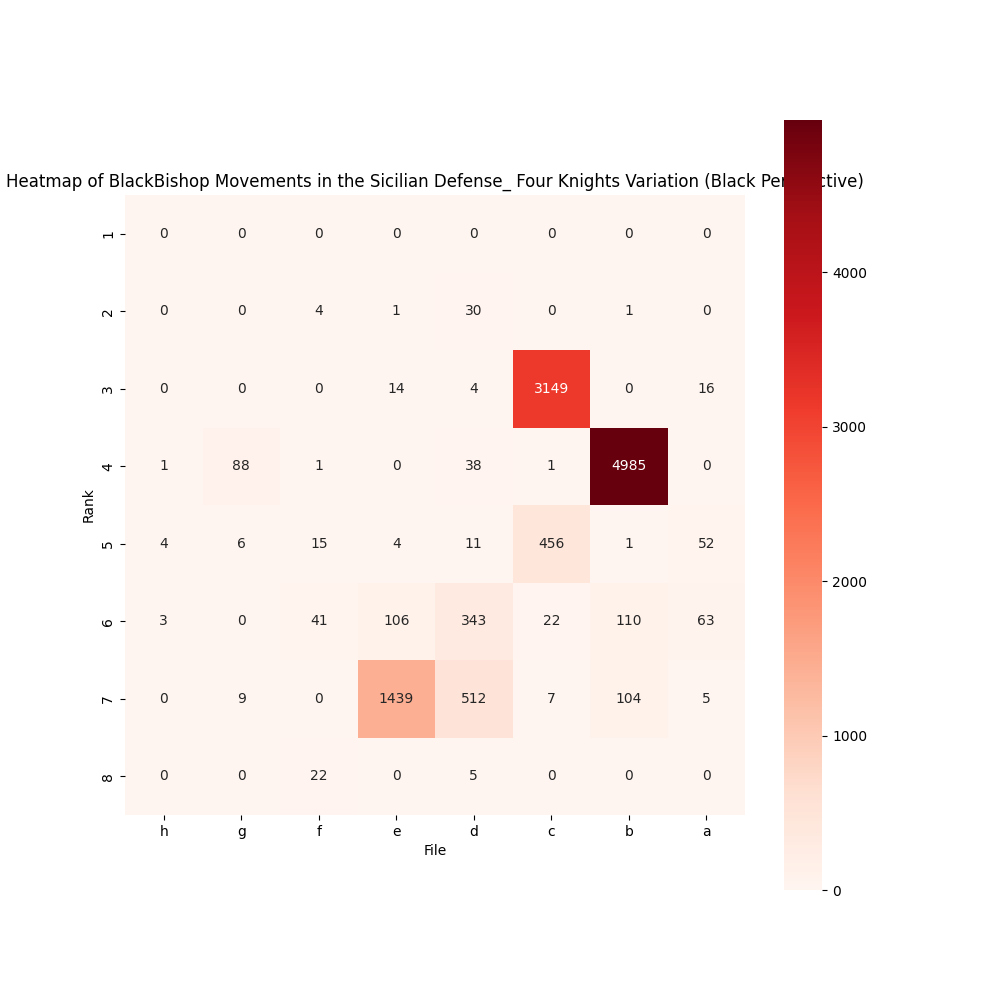 Heatmap of BlackBishop Movements in the Sicilian Defense_ Four Knights Variation (Black Perspective)
1 0 0 0 0 0 0 0 0
2 0 0 4 1 30 0 1 0
3 0 0 0 14 4 3149 0 16
4 1 88 1 0 38 1 4985 0
5 4 6 15 4 11 456 1 52
6 3 0 41 106 343 22 110 63
7 0 9 0 1439 512 7 104 5
8 0 0 22 0 5 0 0 0
h g f e d c b a
Rank
File
4000
3000
2000
1000
0